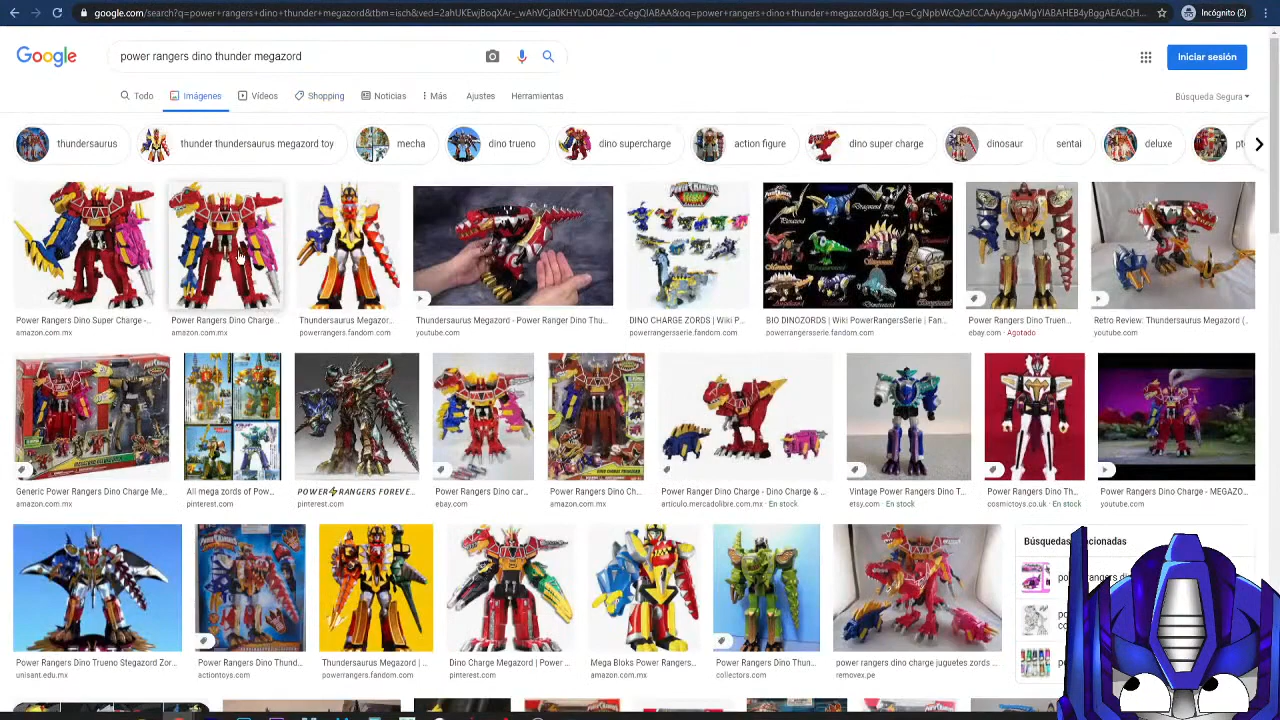 google.com/search?q=power+rangers+dino+thunder+megazord&tbm=isch&ved=2ahUKEwjBoqXAr-_wAhVCja0KHYLvD04Q2-cCegQIABAA&oq=power+rangers+dino+thunder+megazord&gs_lcp=CgNpbWcQAzICCAAyAggAMgYIABAHEB4yBggAEAcQH...
Incógnito (2)
Google
power rangers dino thunder megazord
Iniciar sesión
Todo
Imágenes
Vídeos
Shopping
Noticias
Más
Ajustes
Herramientas
Búsqueda Segura
thundersaurus
thunder thundersaurus megazord toy
mecha
dino trueno
dino supercharge
action figure
dino super charge
dinosaur
sentai
deluxe
Power Rangers Dino Super Charge -...
amazon.com.mx
Power Rangers Dino Charge...
amazon.com.mx
Thundersaurus Megazor...
powerrangers.fandom.com
Thundersaurus Megazord - Power Ranger Dino Thu...
youtube.com
DINO CHARGE ZORDS | Wiki P...
powerrangersserie.fandom.com
BIO DINOZORDS | Wiki PowerRangersSerie | Fan...
powerrangersserie.fandom.com
Power Rangers Dino Truen...
ebay.com · Agotado
Retro Review: Thundersaurus Megazord (...
youtube.com
Generic Power Rangers Dino Charge Me...
amazon.com.mx
All mega zords of Pow...
pinterest.com
POWER⚡RANGERS FOREVE...
pinterest.com
Power Rangers Dino car...
ebay.com
Power Rangers Dino Ch...
amazon.com.mx
Power Ranger Dino Charge - Dino Charge & ...
articulo.mercadolibre.com.mx · En stock
Vintage Power Rangers Dino T...
etsy.com · En stock
Power Rangers Dino Th...
cosmictoys.co.uk · En stock
Power Rangers Dino Charge - MEGAZO...
youtube.com
Power Rangers Dino Trueno Stegazord Zor...
unisant.edu.mx
Power Rangers Dino Thund...
actiontoys.com
Thundersaurus Megazord | ...
powerrangers.fandom.com
Dino Charge Megazord | Power ...
pinterest.com
Mega Bloks Power Rangers...
amazon.com.mx
Power Rangers Dino Thun...
collectors.com
power rangers dino charge juguetes zords ...
removex.pe
Búsquedas